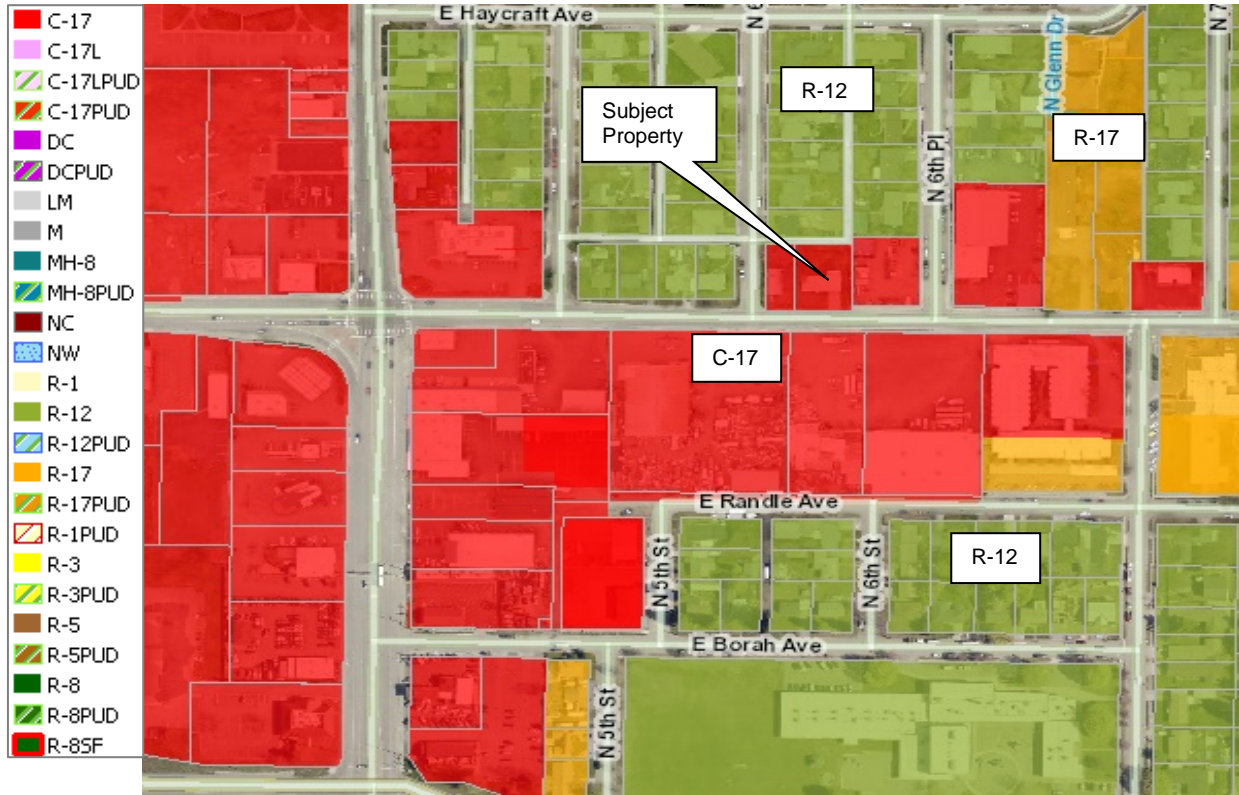 C-17
C-17L
C-17LPUD
C-17PUD
DC
DCPUD
LM
M
MH-8
MH-8PUD
NC
NW
R-1
R-12
R-12PUD
R-17
R-17PUD
R-1PUD
R-3
R-3PUD
R-5
R-5PUD
R-8
R-8PUD
R-8SF
E Haycraft Ave
N 6
N 7
N Glenn Dr
R-12
Subject
Property
R-17
N 6th Pl
C-17
E Randle Ave
N 5th St
N 6th St
R-12
E Borah Ave
N 5th St